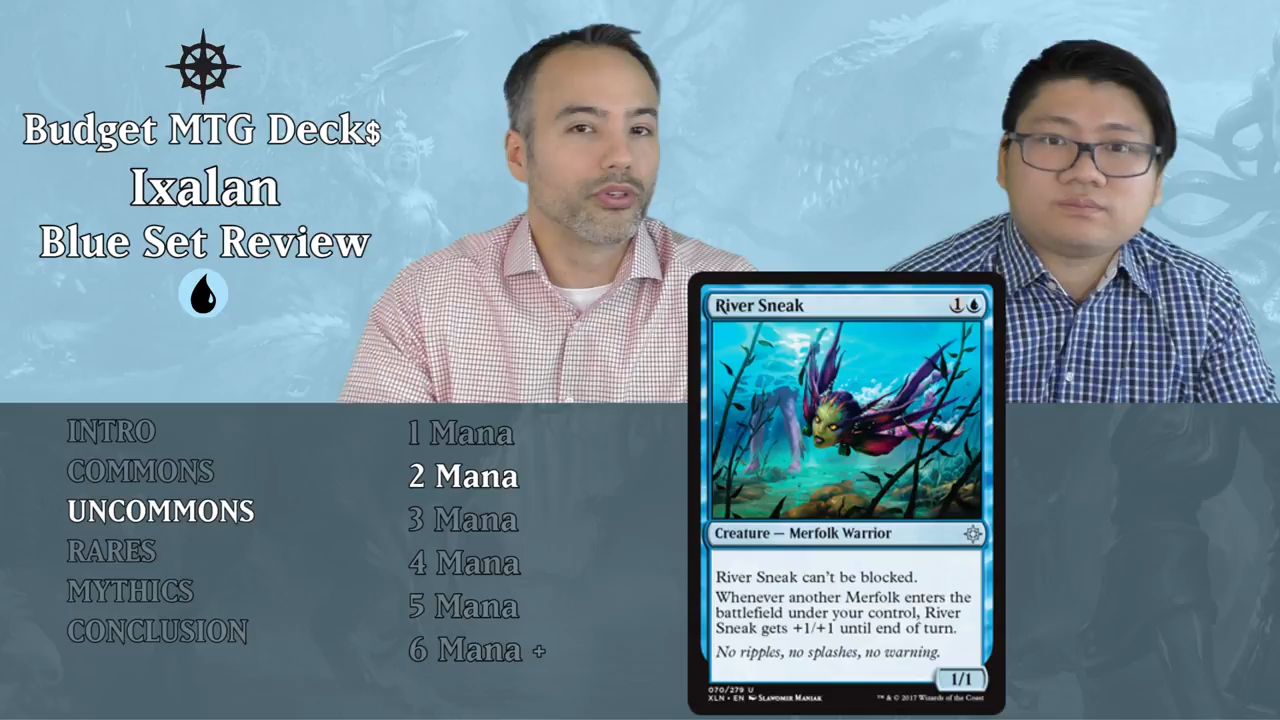 Budget MTG Deck$
Ixalan
Blue Set Review
INTRO
COMMONS
UNCOMMONS
RARES
MYTHICS
CONCLUSION
1 Mana
2 Mana
3 Mana
4 Mana
5 Mana
6 Mana +
River Sneak
1
Creature — Merfolk Warrior
River Sneak can't be blocked.
Whenever another Merfolk enters the
battlefield under your control, River
Sneak gets +1/+1 until end of turn.
No ripples, no splashes, no warning.
1/1
070/279 U
XLN • EN Slawomir Maniak
™ & © 2017 Wizards of the Coast